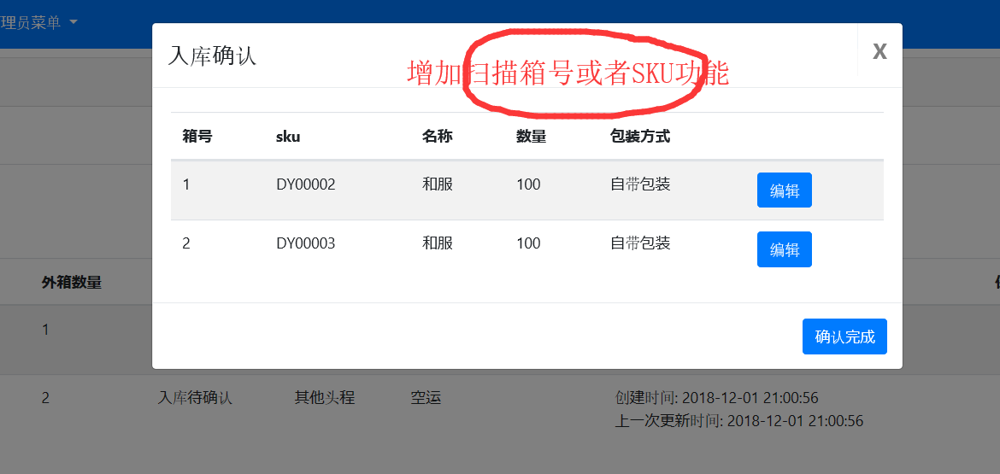 理员菜单
入库确认
X
增加扫描箱号或者SKU功能
箱号 sku 名称 数量 包装方式
1 DY00002 和服 100 自带包装 编辑
2 DY00003 和服 100 自带包装 编辑
外箱数量
确认完成
1
2 入库待确认 其他头程 空运 创建时间: 2018-12-01 21:00:56
上一次更新时间: 2018-12-01 21:00:56